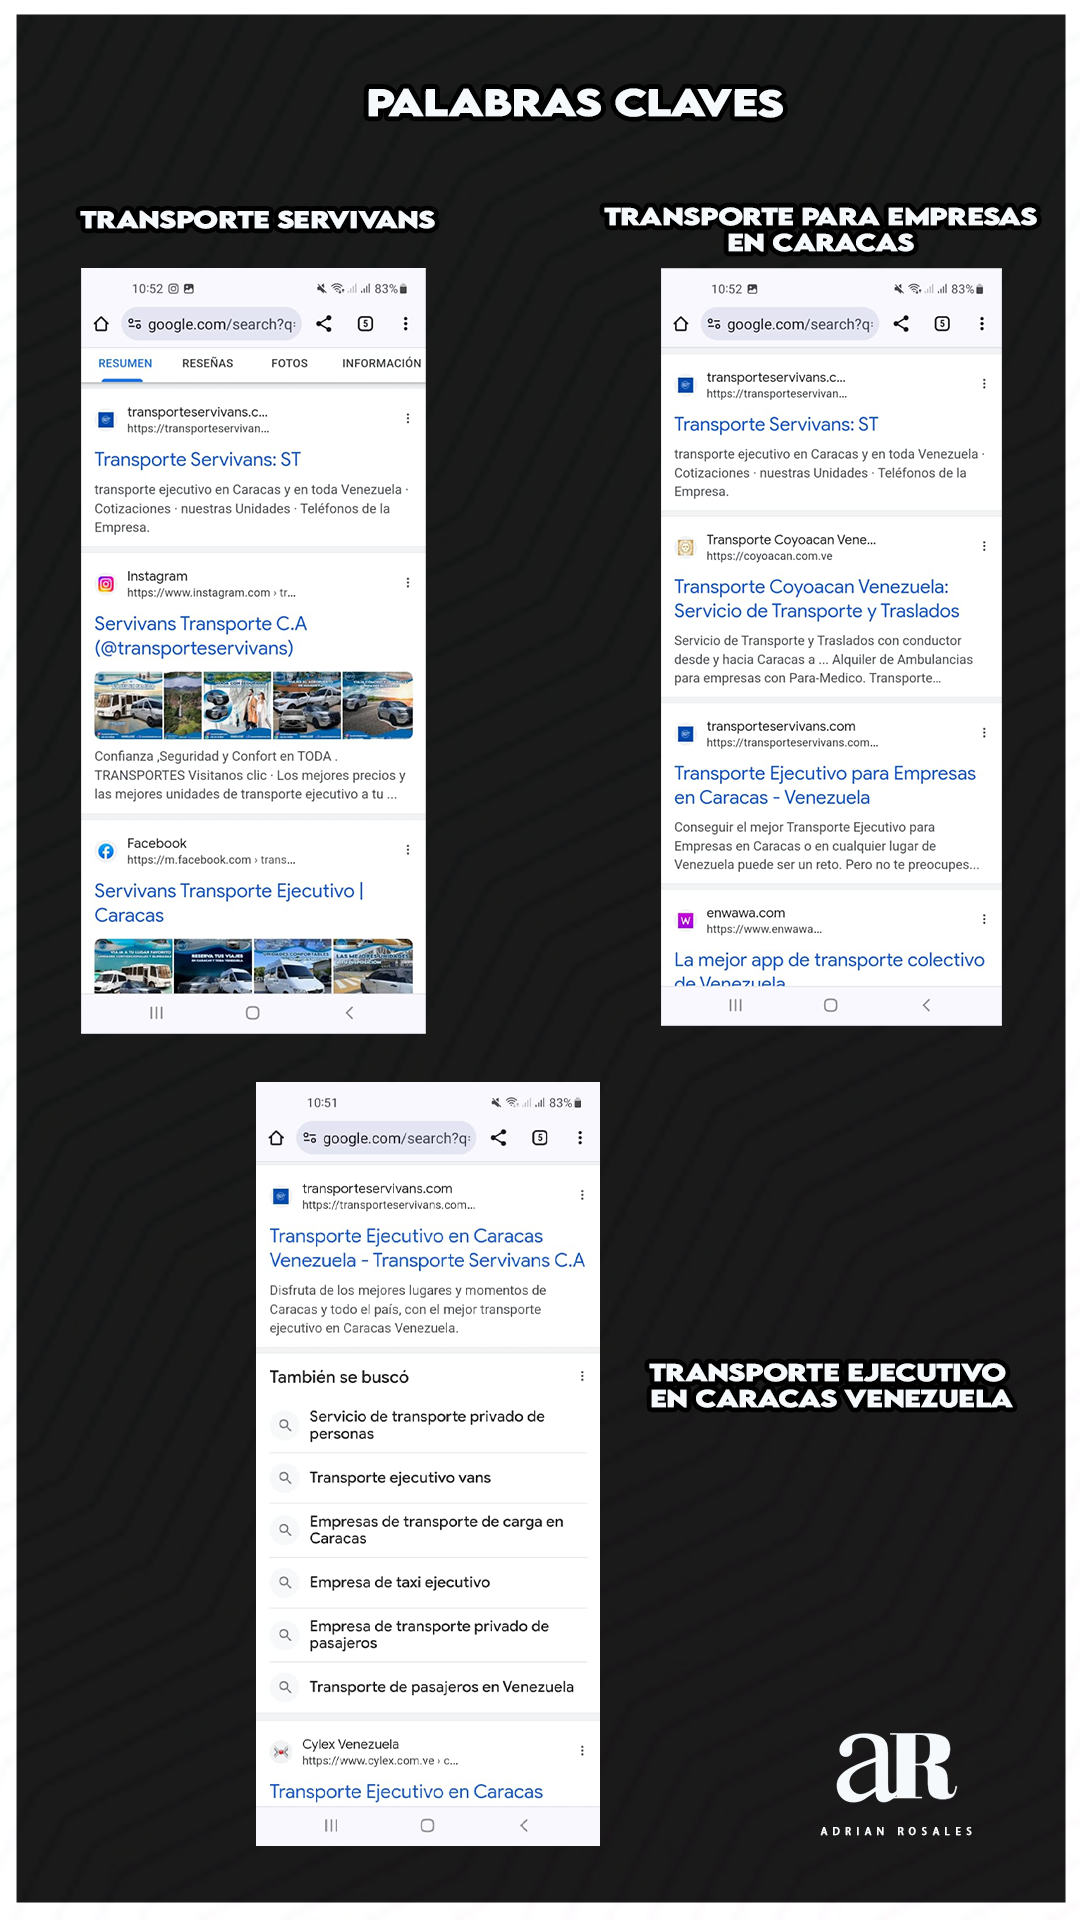 PALABRAS CLAVES
TRANSPORTE SERVIVANS
10:52
83%
google.com/search?q=
5
RESUMEN RESEÑAS FOTOS INFORMACIÓN
transporteservivans.c...
https://transporteservivan...
Transporte Servivans: ST
transporte ejecutivo en Caracas y en toda Venezuela ·
Cotizaciones · nuestras Unidades · Teléfonos de la
Empresa.
Instagram
https://www.instagram.com › tr...
Servivans Transporte C.A
(@transporteservivans)
Confianza ,Seguridad y Confort en TODA .
TRANSPORTES Visitanos clic · Los mejores precios y
las mejores unidades de transporte ejecutivo a tu ...
Facebook
https://m.facebook.com › trans...
Servivans Transporte Ejecutivo |
Caracas
VIAJA A TU LUGAR FAVORITO
RESERVA TUS VIAJES
UNIDADES CONFORTABLES
LAS MEJORES UNIDADES
TRANSPORTE PARA EMPRESAS
EN CARACAS
10:52
83%
google.com/search?q=
5
transporteservivans.c...
https://transporteservivan...
Transporte Servivans: ST
transporte ejecutivo en Caracas y en toda Venezuela ·
Cotizaciones · nuestras Unidades · Teléfonos de la
Empresa.
Transporte Coyoacan Vene...
https://coyoacan.com.ve
Transporte Coyoacan Venezuela:
Servicio de Transporte y Traslados
Servicio de Transporte y Traslados con conductor
desde y hacia Caracas a ... Alquiler de Ambulancias
para empresas con Para-Medico. Transporte...
transporteservivans.com
https://transporteservivans.com...
Transporte Ejecutivo para Empresas
en Caracas - Venezuela
Conseguir el mejor Transporte Ejecutivo para
Empresas en Caracas o en cualquier lugar de
Venezuela puede ser un reto. Pero no te preocupes...
W
enwawa.com
https://www.enwawa...
La mejor app de transporte colectivo
de Venezuela
10:51
83%
google.com/search?q=
5
transporteservivans.com
https://transporteservivans.com...
Transporte Ejecutivo en Caracas
Venezuela - Transporte Servivans C.A
Disfruta de los mejores lugares y momentos de
Caracas y todo el país, con el mejor transporte
ejecutivo en Caracas Venezuela.
También se buscó
Servicio de transporte privado de
personas
Transporte ejecutivo vans
Empresas de transporte de carga en
Caracas
Empresa de taxi ejecutivo
Empresa de transporte privado de
pasajeros
Transporte de pasajeros en Venezuela
Cylex Venezuela
https://www.cylex.com.ve › c...
Transporte Ejecutivo en Caracas
TRANSPORTE EJECUTIVO
EN CARACAS VENEZUELA
aR
ADRIAN ROSALES